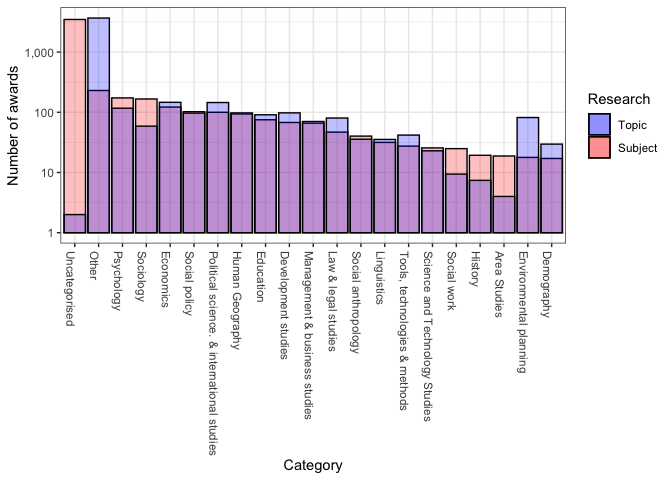 Number of awards
1,000
100
10
1
Uncategorised
Other
Psychology
Sociology
Economics
Social policy
Political science. & international studies
Human Geography
Education
Development studies
Management & business studies
Law & legal studies
Social anthropology
Linguistics
Tools, technologies & methods
Science and Technology Studies
Social work
History
Area Studies
Environmental planning
Demography
Category
Research
Topic
Subject